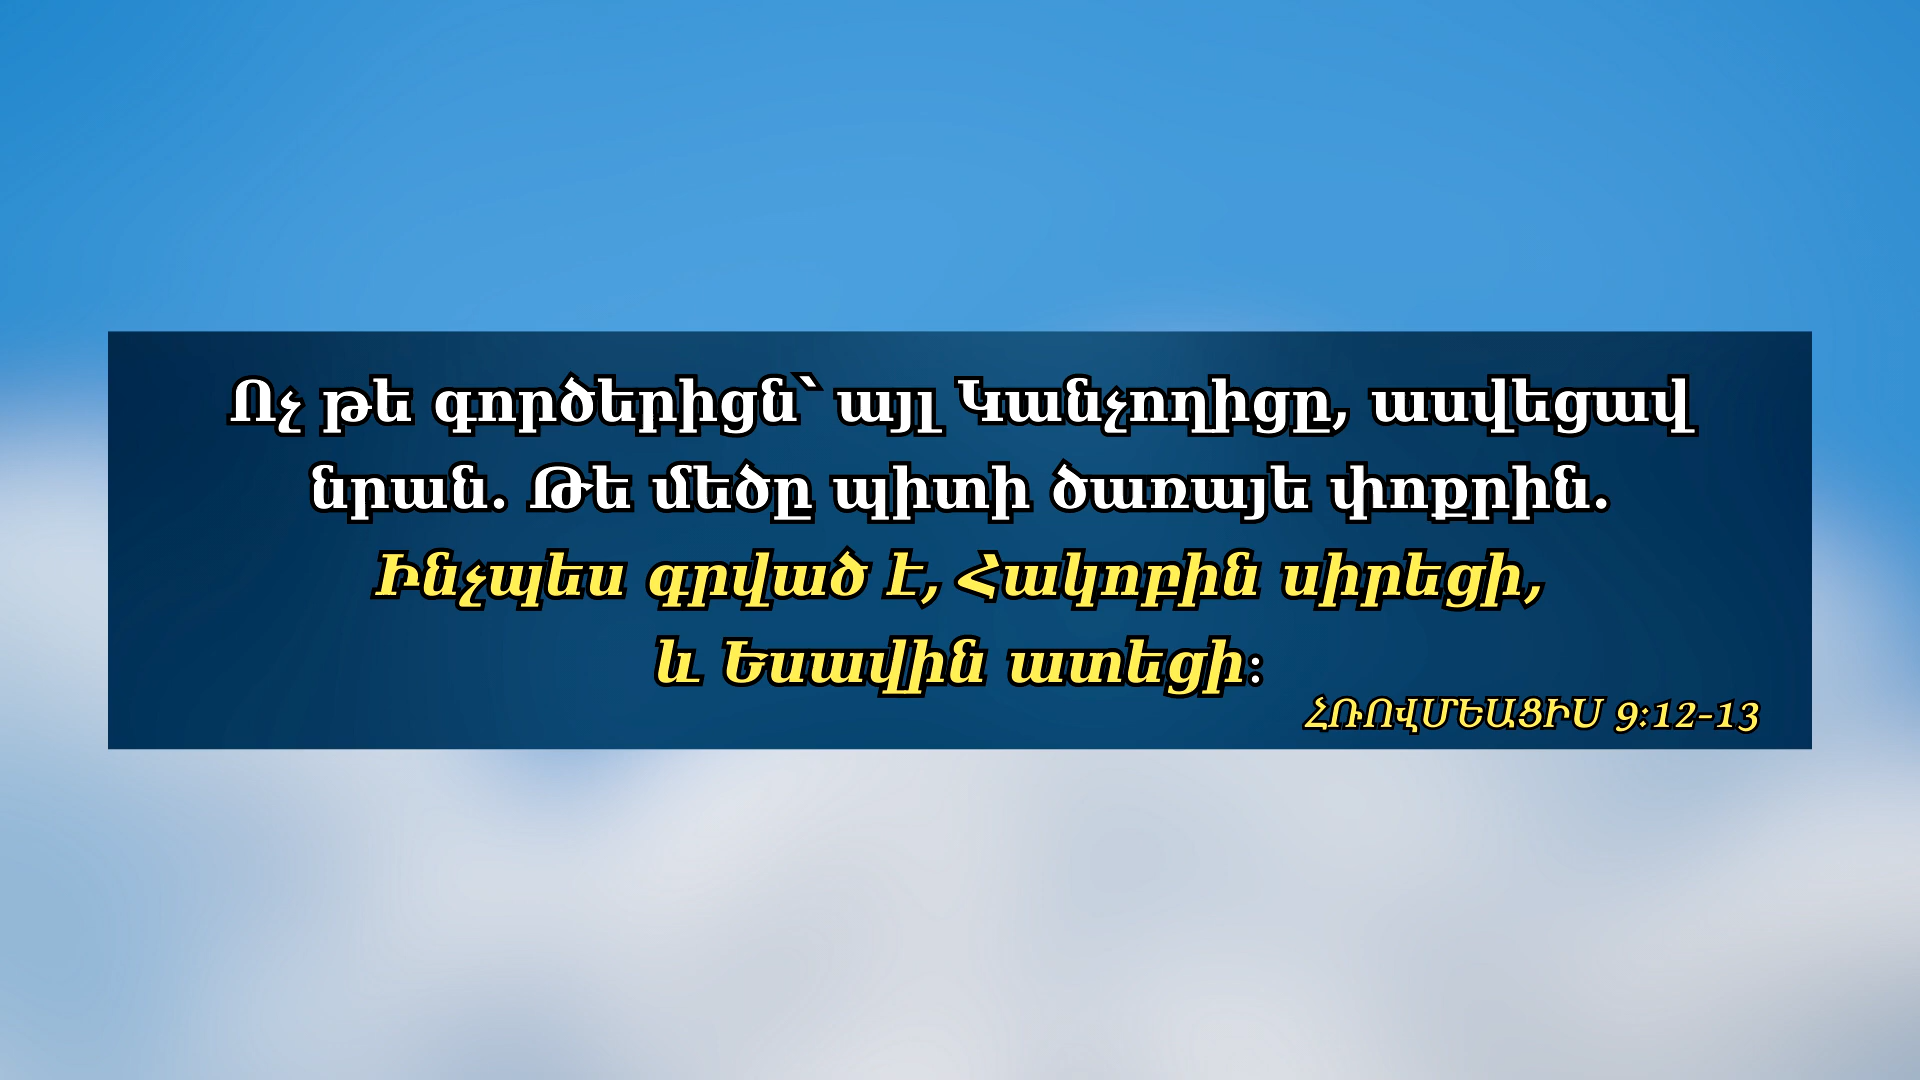 Ոչ թե գործերիցն՝ այլ Կանչողիցը, ասվեցավ
նրան. Թե մեծը պիտի ծառայե փոքրին.
Ինչպես գրված է, Հակոբին սիրեցի,
և Եսավին ատեցի։
ՀՌՈՎՄԵԱՅԻՍ 9:12-13